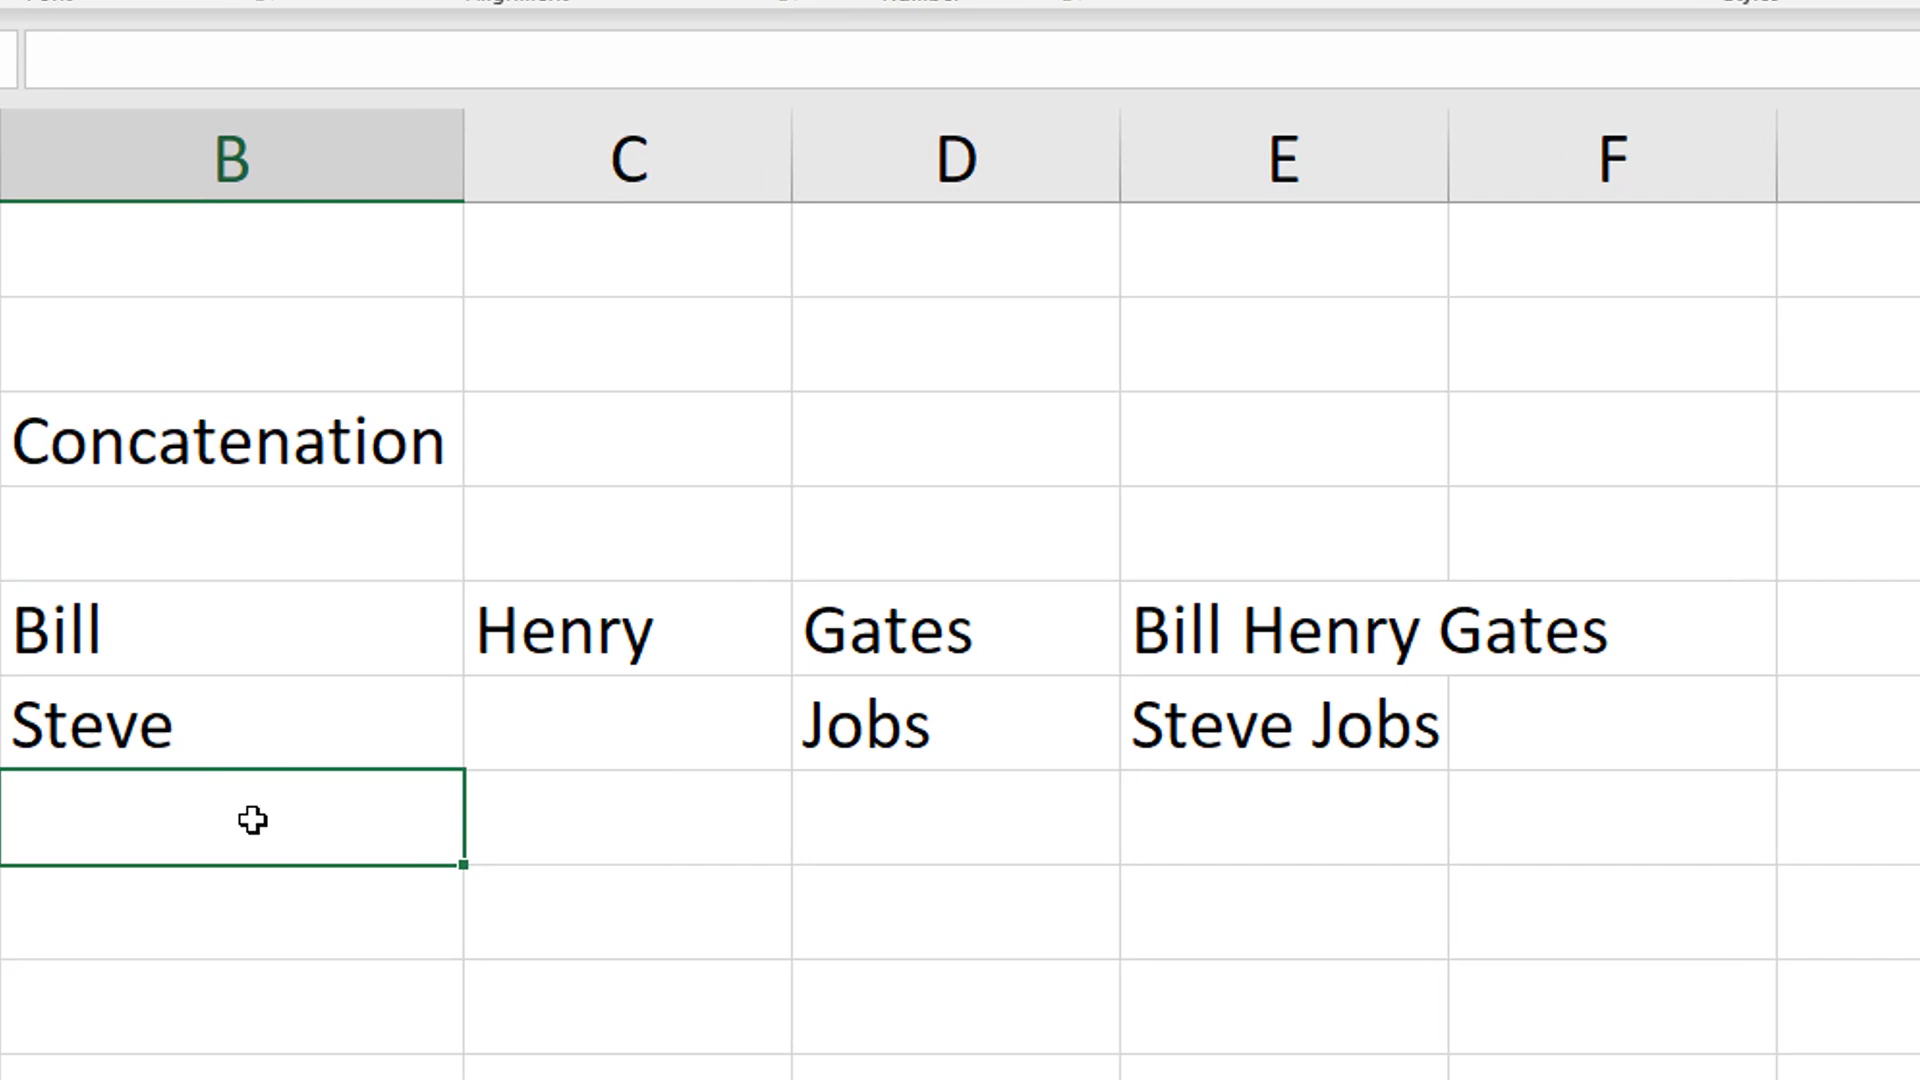 B C D E F
Concatenation
Bill Henry Gates Bill Henry Gates
Steve Jobs Steve Jobs